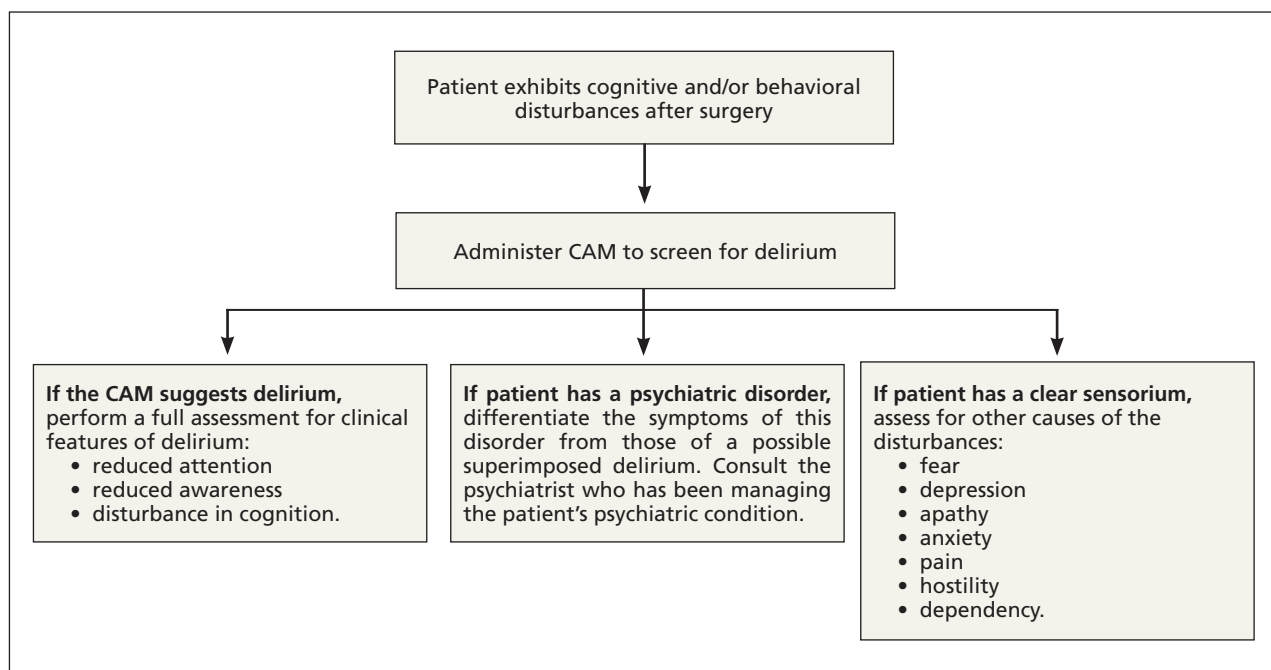 Patient exhibits cognitive and/or behavioral
disturbances after surgery
Administer CAM to screen for delirium
If the CAM suggests delirium,
perform a full assessment for clinical
features of delirium:
• reduced attention
• reduced awareness
• disturbance in cognition.
If patient has a psychiatric disorder,
differentiate the symptoms of this
disorder from those of a possible
superimposed delirium. Consult the
psychiatrist who has been managing
the patient’s psychiatric condition.
If patient has a clear sensorium,
assess for other causes of the
disturbances:
• fear
• depression
• apathy
• anxiety
• pain
• hostility
• dependency.